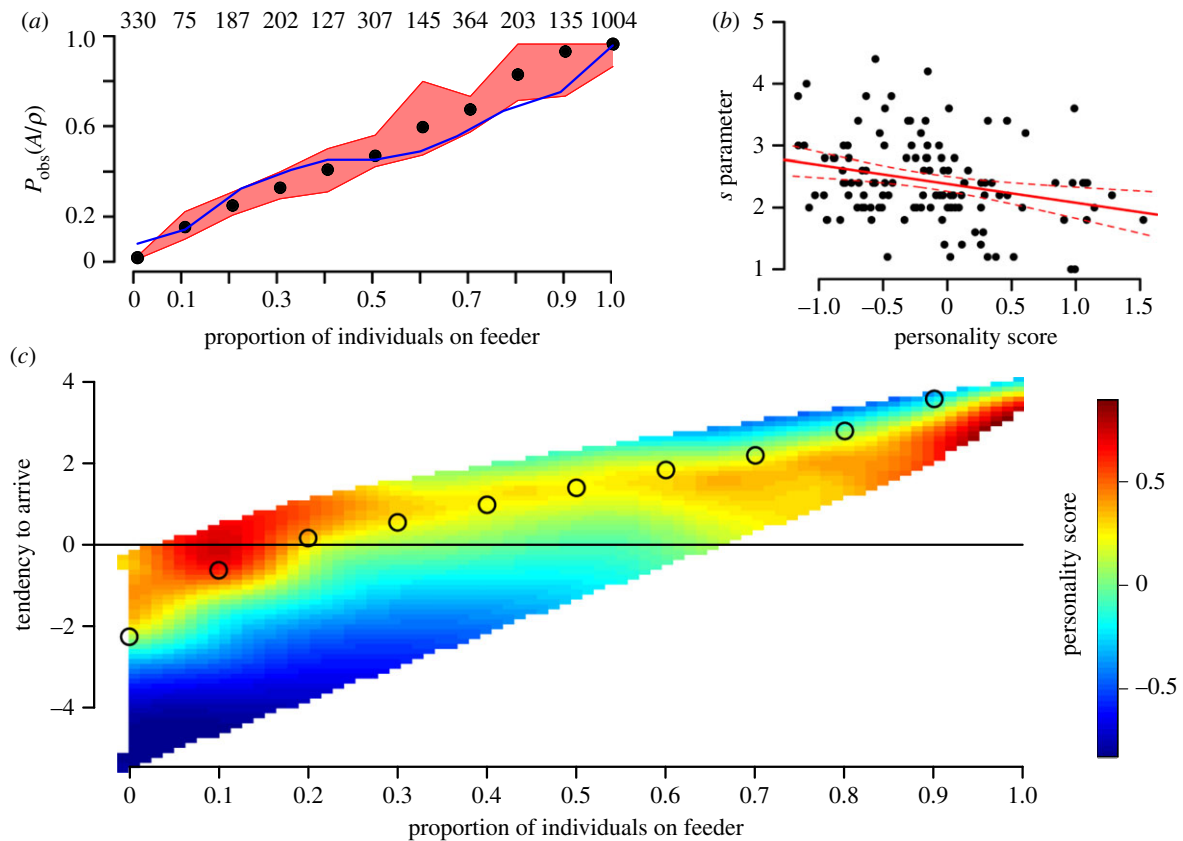 (a)
330 75 187 202 127 307 145 364 203 135 1004
1.0
0.6
0.2
0
Pobs(A/ρ)
0 0.1 0.3 0.5 0.7 0.9 1.0
proportion of individuals on feeder
(b)
5
4
3
2
1
s parameter
–1.0 –0.5 0 0.5 1.0 1.5
personality score
(c)
4
2
0
–2
–4
tendency to arrive
0 0.1 0.2 0.3 0.4 0.5 0.6 0.7 0.8 0.9 1.0
proportion of individuals on feeder
personality score
0.5
0
–0.5